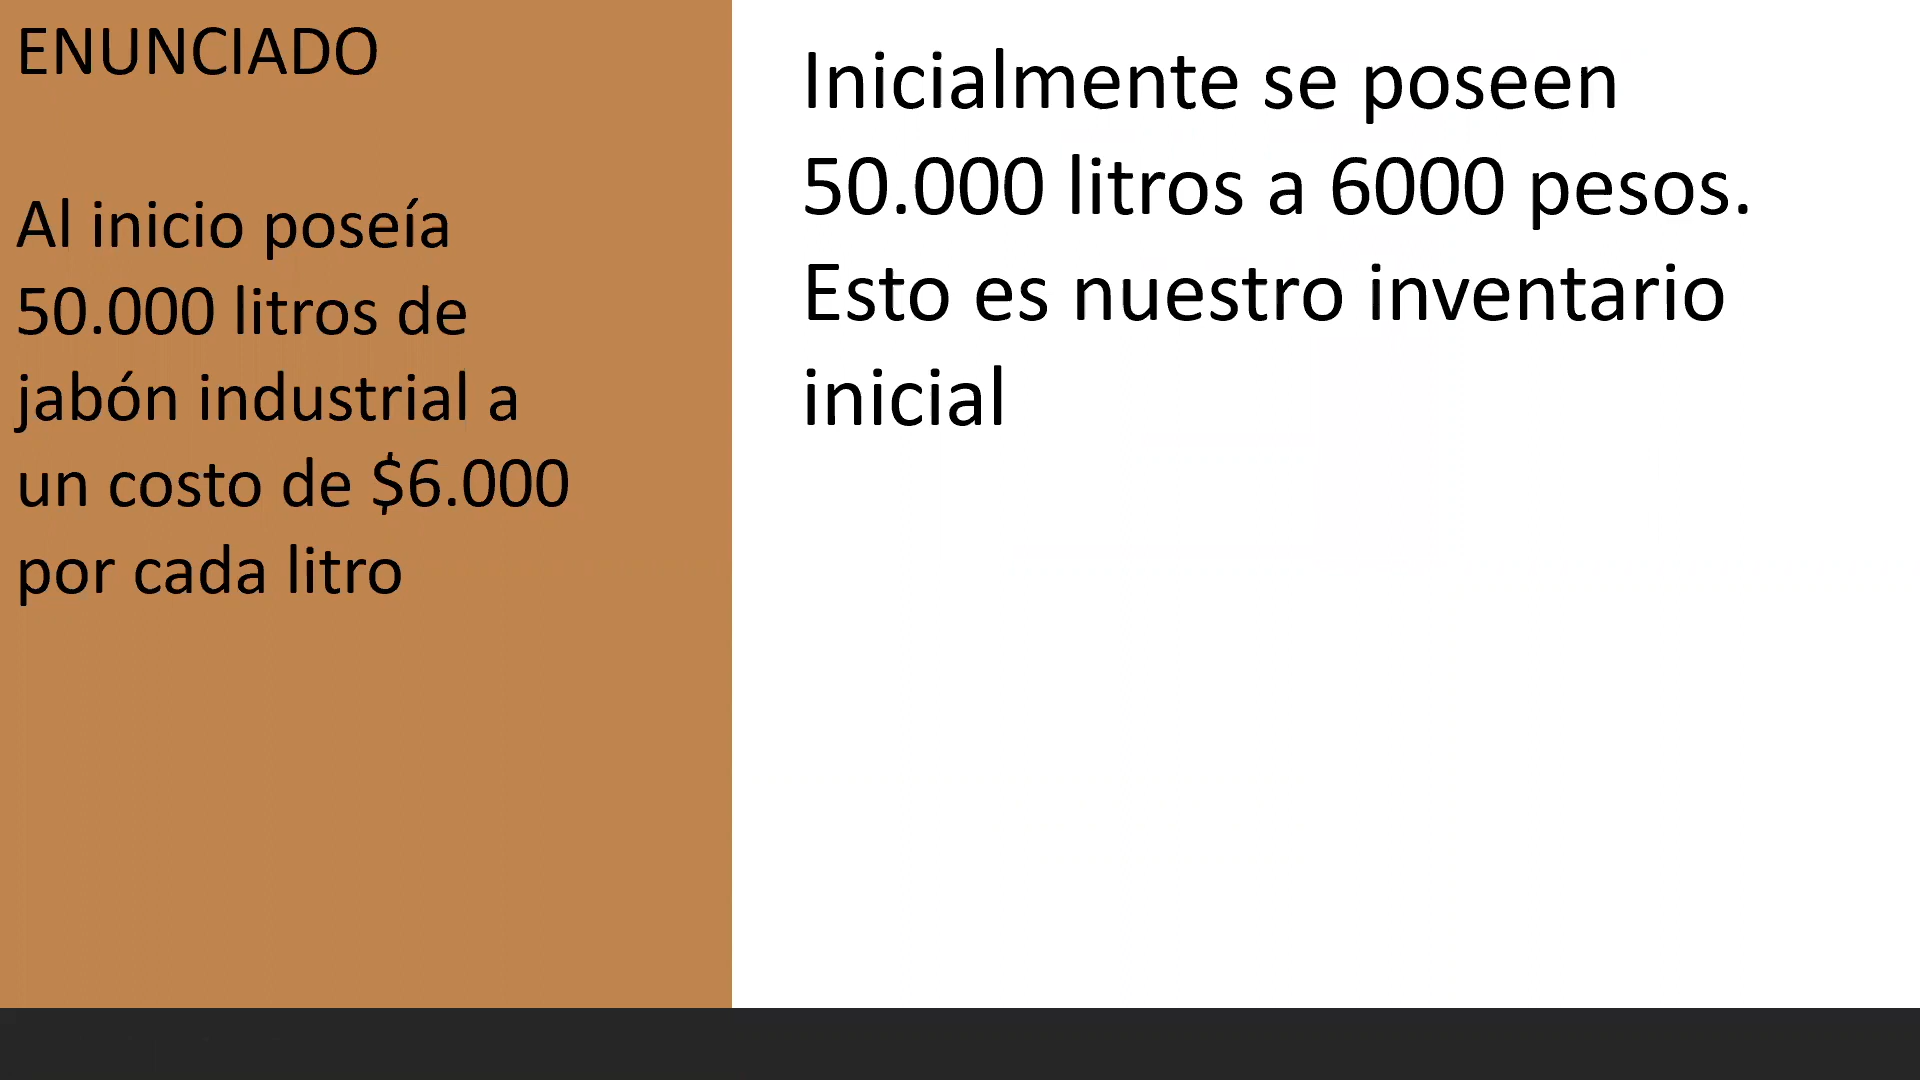 ENUNCIADO
Al inicio poseía
50.000 litros de
jabón industrial a
un costo de $6.000
por cada litro
Inicialmente se poseen
50.000 litros a 6000 pesos.
Esto es nuestro inventario
inicial